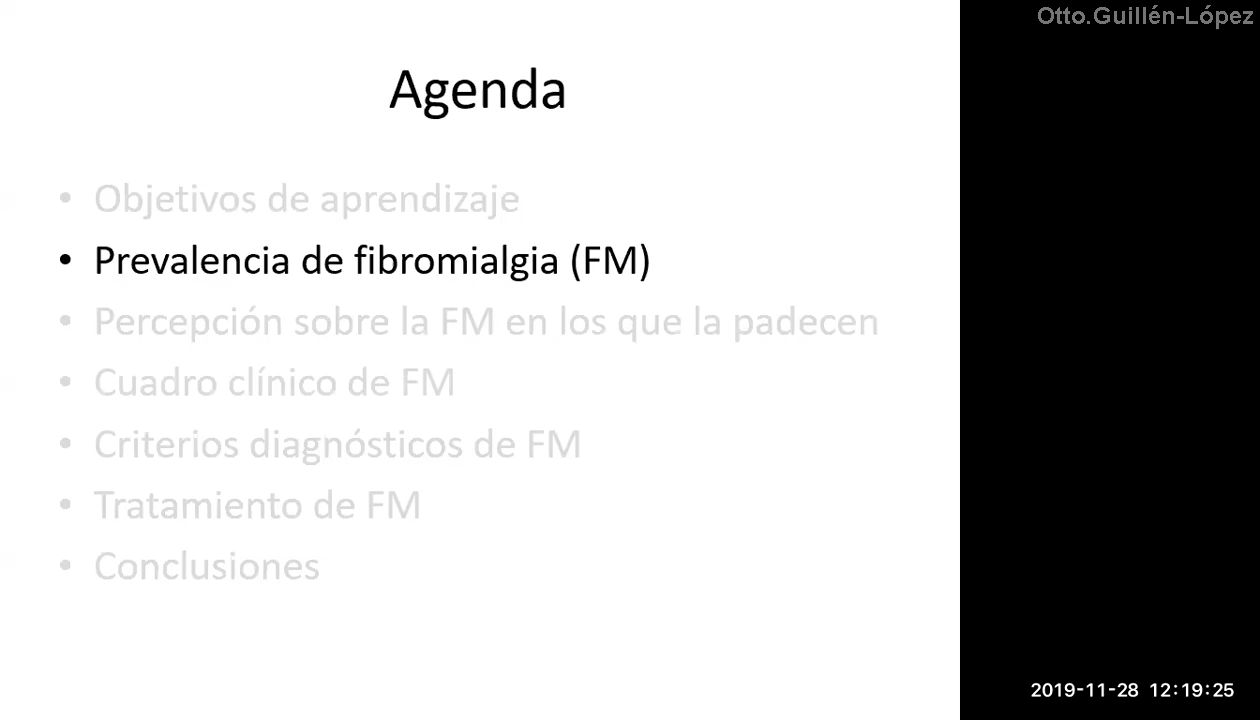 Otto.Guillén-López
Agenda
• Objetivos de aprendizaje
• Prevalencia de fibromialgia (FM)
• Percepción sobre la FM en los que la padecen
• Cuadro clínico de FM
• Criterios diagnósticos de FM
• Tratamiento de FM
• Conclusiones
2019-11-28 12:19:25